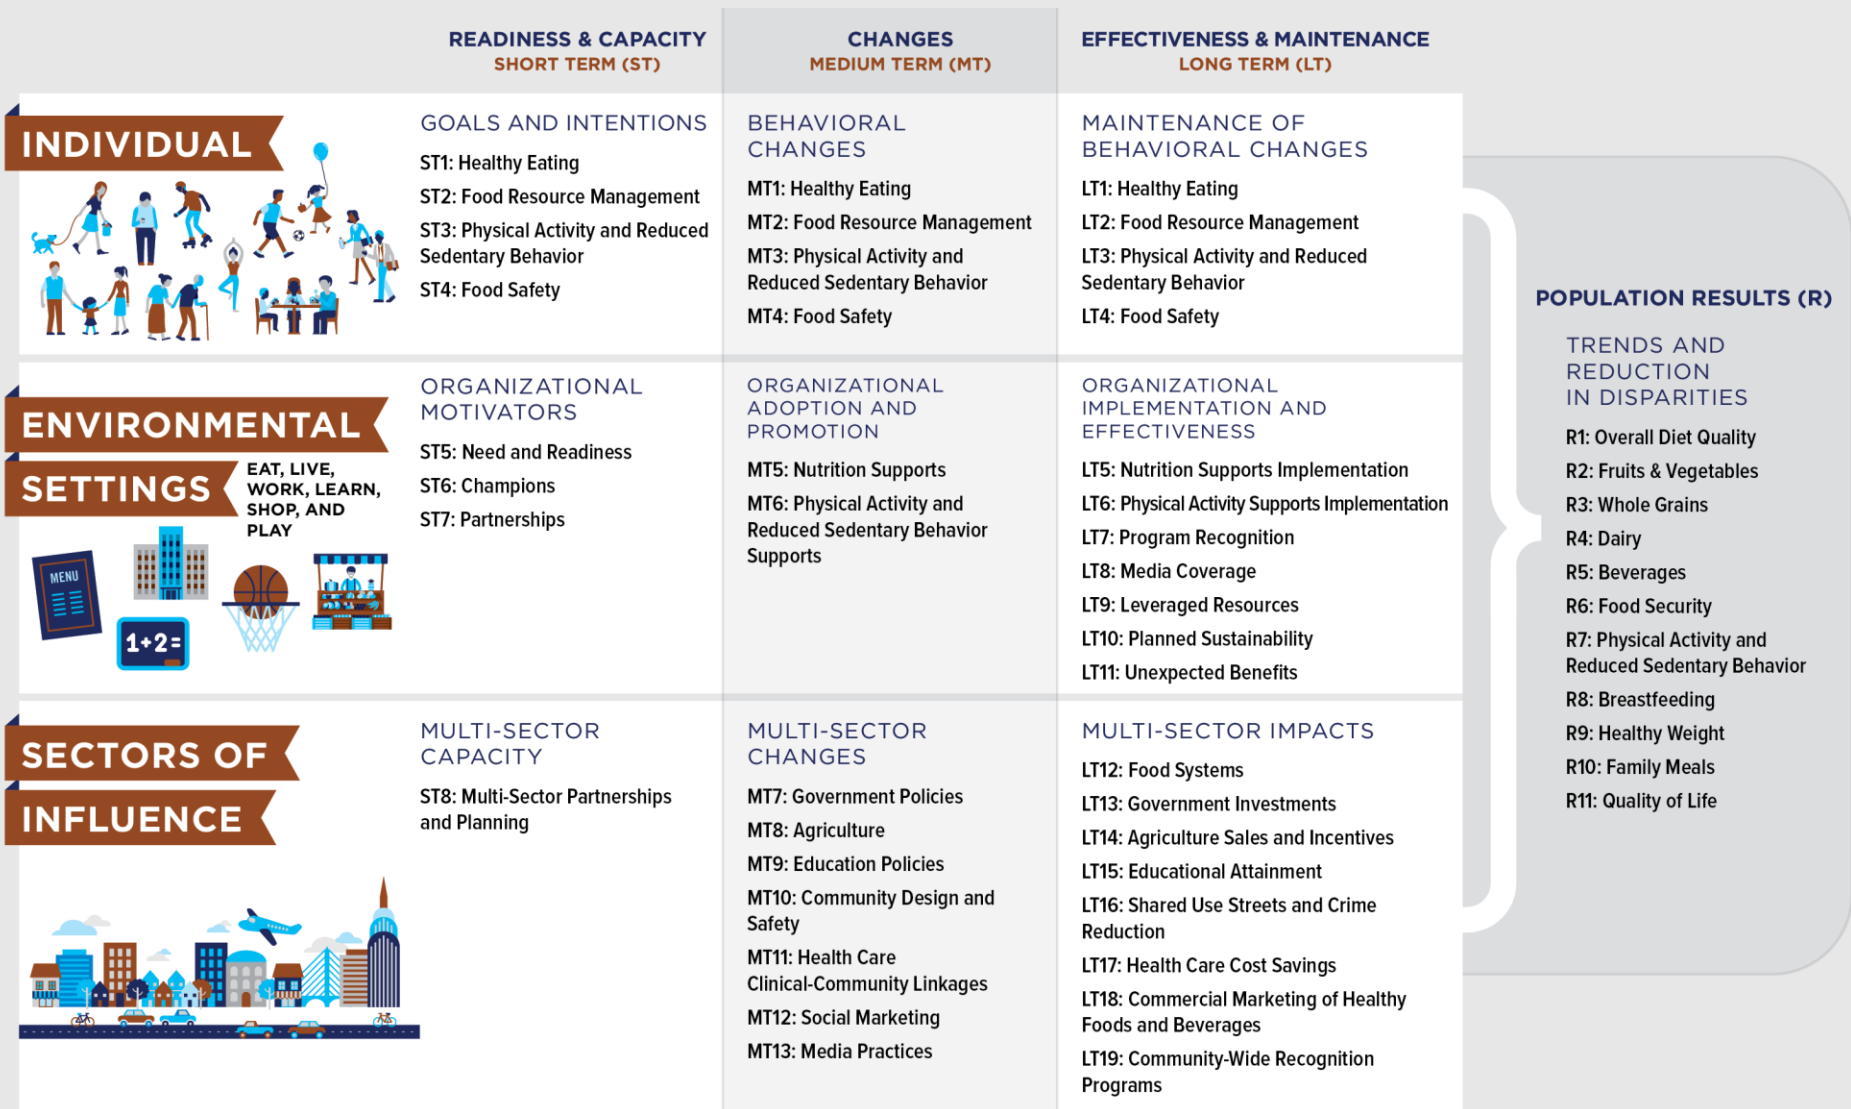 READINESS & CAPACITY
SHORT TERM (ST)
CHANGES
MEDIUM TERM (MT)
EFFECTIVENESS & MAINTENANCE
LONG TERM (LT)
INDIVIDUAL
GOALS AND INTENTIONS
ST1: Healthy Eating
ST2: Food Resource Management
ST3: Physical Activity and Reduced
Sedentary Behavior
ST4: Food Safety
BEHAVIORAL
CHANGES
MT1: Healthy Eating
MT2: Food Resource Management
MT3: Physical Activity and
Reduced Sedentary Behavior
MT4: Food Safety
MAINTENANCE OF
BEHAVIORAL CHANGES
LT1: Healthy Eating
LT2: Food Resource Management
LT3: Physical Activity and Reduced
Sedentary Behavior
LT4: Food Safety
ENVIRONMENTAL
SETTINGS
EAT, LIVE,
WORK, LEARN,
SHOP, AND
PLAY
MENU
1+2=
ORGANIZATIONAL
MOTIVATORS
ST5: Need and Readiness
ST6: Champions
ST7: Partnerships
ORGANIZATIONAL
ADOPTION AND
PROMOTION
MT5: Nutrition Supports
MT6: Physical Activity and
Reduced Sedentary Behavior
Supports
ORGANIZATIONAL
IMPLEMENTATION AND
EFFECTIVENESS
LT5: Nutrition Supports Implementation
LT6: Physical Activity Supports Implementation
LT7: Program Recognition
LT8: Media Coverage
LT9: Leveraged Resources
LT10: Planned Sustainability
LT11: Unexpected Benefits
SECTORS OF
INFLUENCE
MULTI-SECTOR
CAPACITY
ST8: Multi-Sector Partnerships
and Planning
MULTI-SECTOR
CHANGES
MT7: Government Policies
MT8: Agriculture
MT9: Education Policies
MT10: Community Design and
Safety
MT11: Health Care
Clinical-Community Linkages
MT12: Social Marketing
MT13: Media Practices
MULTI-SECTOR IMPACTS
LT12: Food Systems
LT13: Government Investments
LT14: Agriculture Sales and Incentives
LT15: Educational Attainment
LT16: Shared Use Streets and Crime
Reduction
LT17: Health Care Cost Savings
LT18: Commercial Marketing of Healthy
Foods and Beverages
LT19: Community-Wide Recognition
Programs
POPULATION RESULTS (R)
TRENDS AND
REDUCTION
IN DISPARITIES
R1: Overall Diet Quality
R2: Fruits & Vegetables
R3: Whole Grains
R4: Dairy
R5: Beverages
R6: Food Security
R7: Physical Activity and
Reduced Sedentary Behavior
R8: Breastfeeding
R9: Healthy Weight
R10: Family Meals
R11: Quality of Life